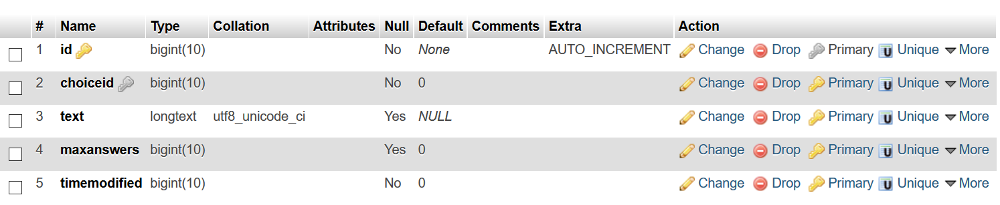 # Name Type Collation Attributes Null Default Comments Extra Action
1 id bigint(10) No None AUTO_INCREMENT Change Drop Primary U Unique More
2 choiceid bigint(10) No 0 Change Drop Primary U Unique More
3 text longtext utf8_unicode_ci Yes NULL Change Drop Primary U Unique More
4 maxanswers bigint(10) Yes 0 Change Drop Primary U Unique More
5 timemodified bigint(10) No 0 Change Drop Primary U Unique More